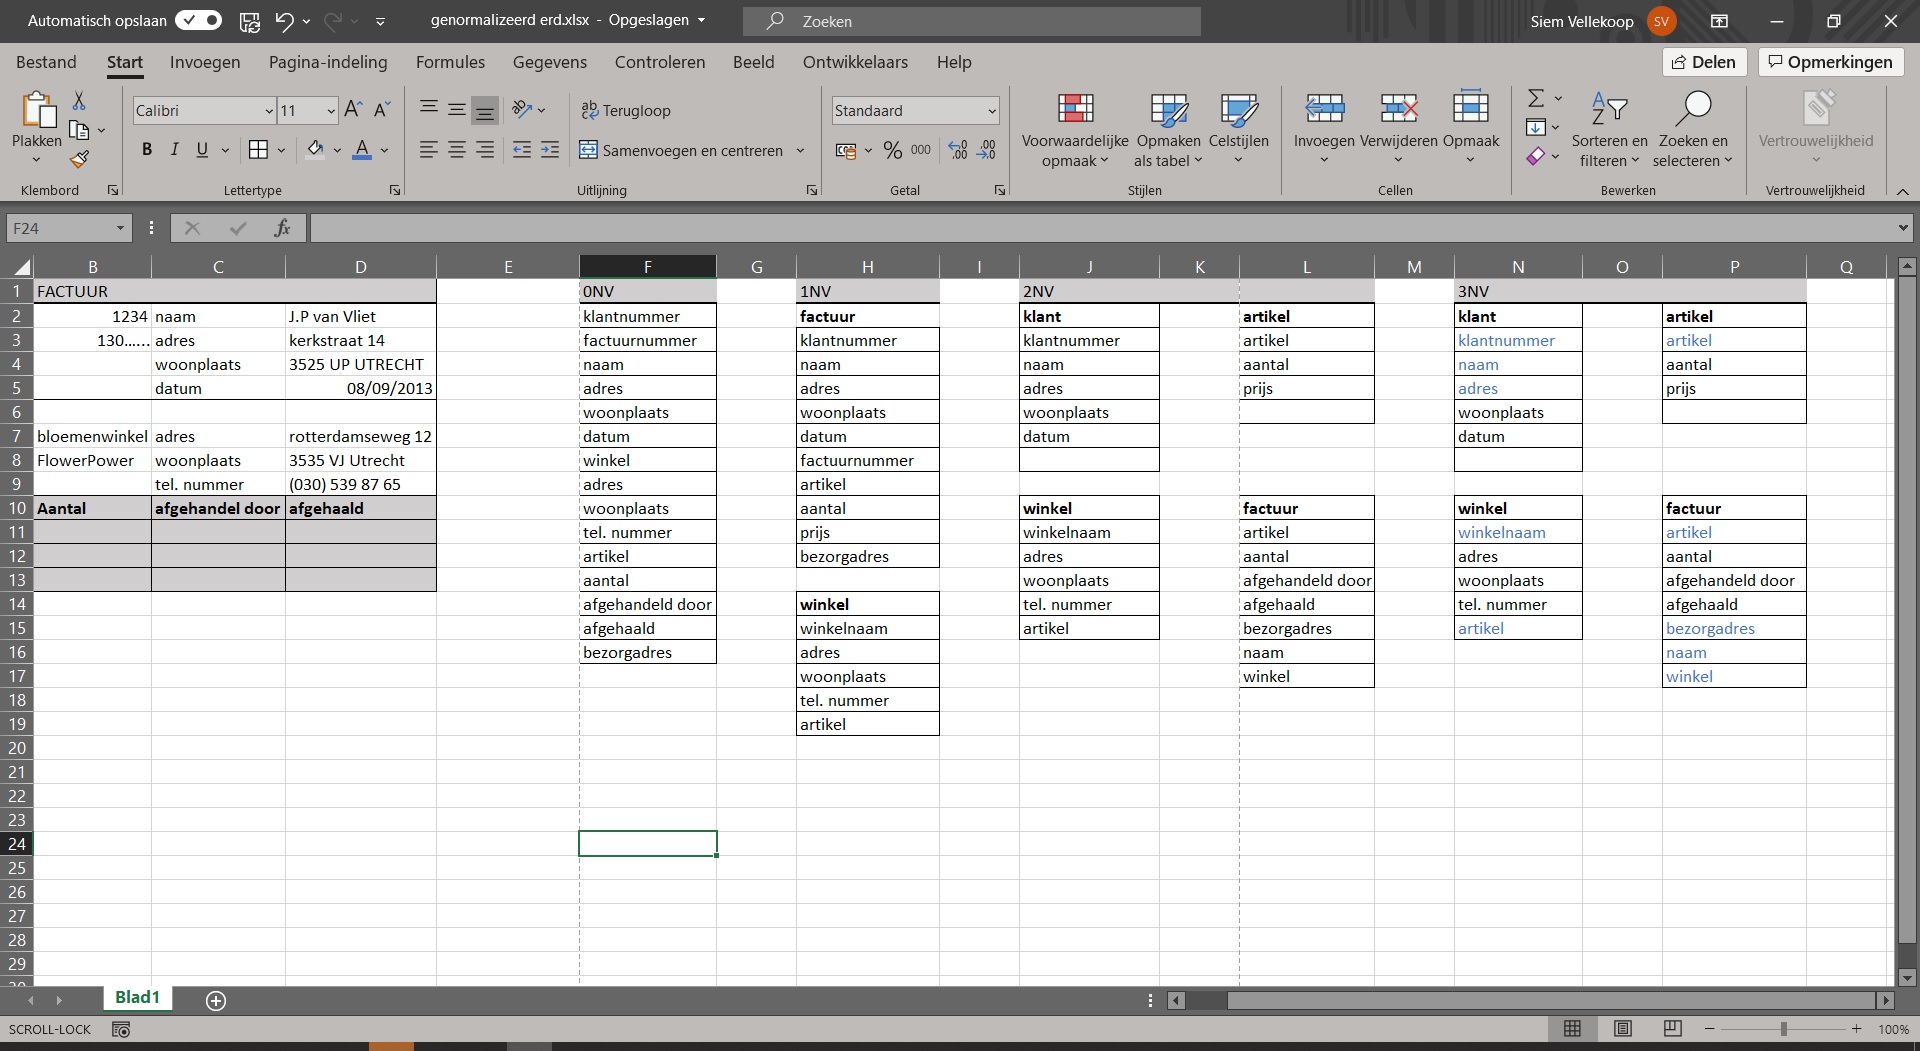 Automatisch opslaan
genormalizeerd erd.xlsx - Opgeslagen
Zoeken
Siem Vellekoop SV
Bestand Start Invoegen Pagina-indeling Formules Gegevens Controleren Beeld Ontwikkelaars Help
Delen Opmerkingen
Plakken
Klembord
Calibri 11
B I U
Lettertype
Terugloop
Samenvoegen en centreren
Uitlijning
Standaard
% 000
Getal
Voorwaardelijke opmaak
Opmaken als tabel
Celstijlen
Stijlen
Invoegen Verwijderen Opmaak
Cellen
Sorteren en filteren
Zoeken en selecteren
Bewerken
Vertrouwelijkheid
Vertrouwelijkheid
F24 fx
B C D E F G H I J K L M N O P Q
1 FACTUUR 0NV 1NV 2NV 3NV
2 1234 naam J.P van Vliet klantnummer factuur klant artikel klant artikel
3 130...... adres kerkstraat 14 factuurnummer klantnummer klantnummer artikel klantnummer artikel
4 woonplaats 3525 UP UTRECHT naam naam naam aantal naam aantal
5 datum 08/09/2013 adres adres adres prijs adres prijs
6 woonplaats woonplaats woonplaats woonplaats
7 bloemenwinkel adres rotterdamseweg 12 datum datum datum datum
8 FlowerPower woonplaats 3535 VJ Utrecht winkel factuurnummer
9 tel. nummer (030) 539 87 65 adres artikel
10 Aantal afgehandel door afgehaald woonplaats aantal winkel factuur winkel factuur
11 tel. nummer prijs winkelnaam artikel winkelnaam artikel
12 artikel bezorgadres adres aantal adres aantal
13 aantal woonplaats afgehandeld door woonplaats afgehandeld door
14 afgehandeld door winkel tel. nummer afgehaald tel. nummer afgehaald
15 afgehaald winkelnaam artikel bezorgadres artikel bezorgadres
16 bezorgadres adres naam naam
17 woonplaats winkel winkel
18 tel. nummer
19 artikel
20
21
22
23
24
25
26
27
28
29
Blad1
SCROLL-LOCK
100%